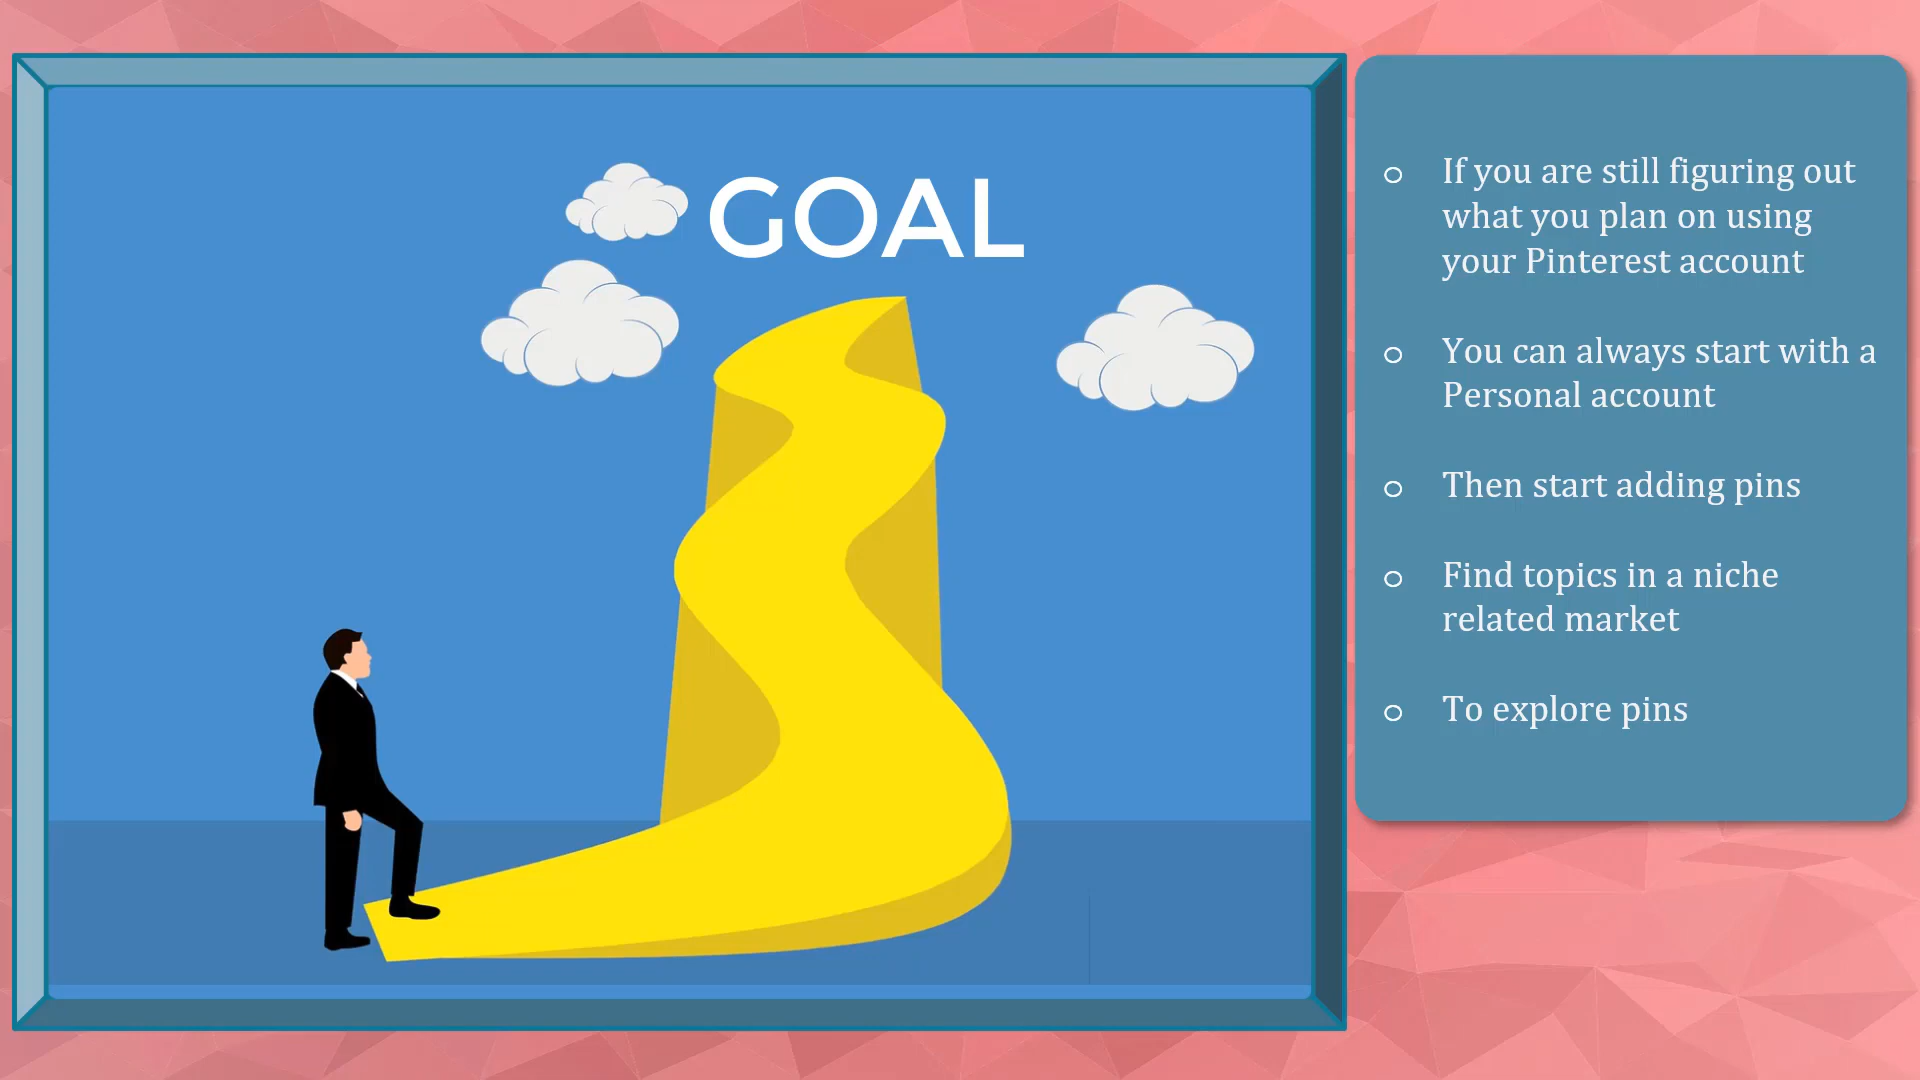 GOAL
If you are still figuring out
what you plan on using
your Pinterest account
You can always start with a
Personal account
Then start adding pins
Find topics in a niche
related market
To explore pins